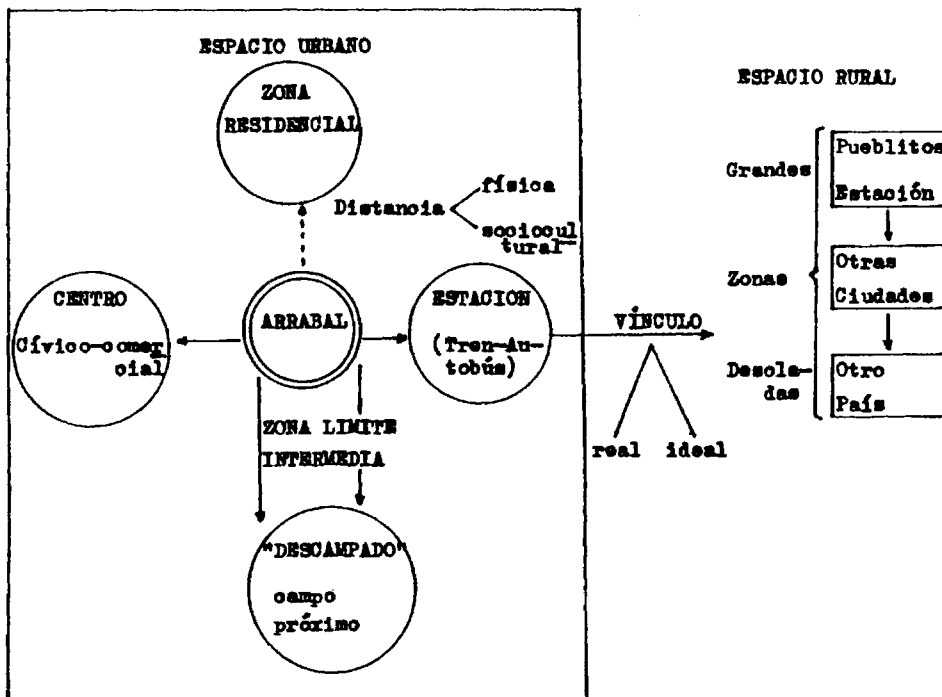 ESPACIO URBANO
ZONA
RESIDENCIAL
Distancia
física
sociocul
tural
CENTRO
Cívico-comer
cial
ARRABAL
ESTACION
(Tren-Au-
tobús)
ZONA LIMITE
INTERMEDIA
"DESCAMPADO"
campo
próximo
VÍNCULO
real ideal
ESPACIO RURAL
Grandes
Zonas
Desola-
das
Pueblitos
Estación
Otras
Ciudades
Otro
País